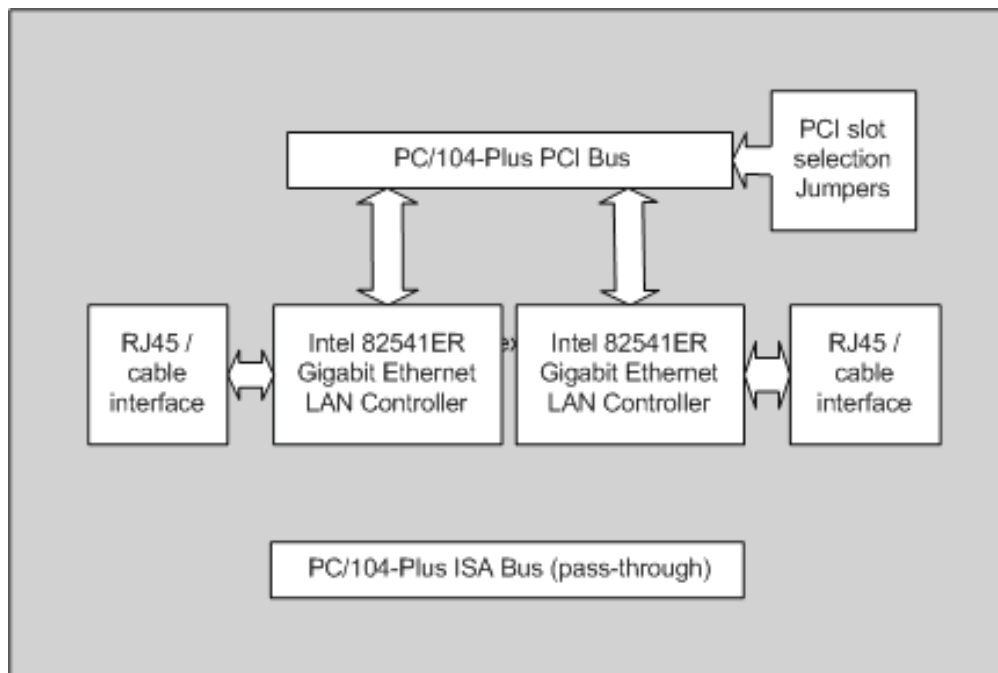 PC/104-Plus PCI Bus
PCI slot
selection
Jumpers
RJ45 /
cable
interface
Intel 82541ER
Gigabit Ethernet
LAN Controller
Intel 82541ER
Gigabit Ethernet
LAN Controller
RJ45 /
cable
interface
PC/104-Plus ISA Bus (pass-through)